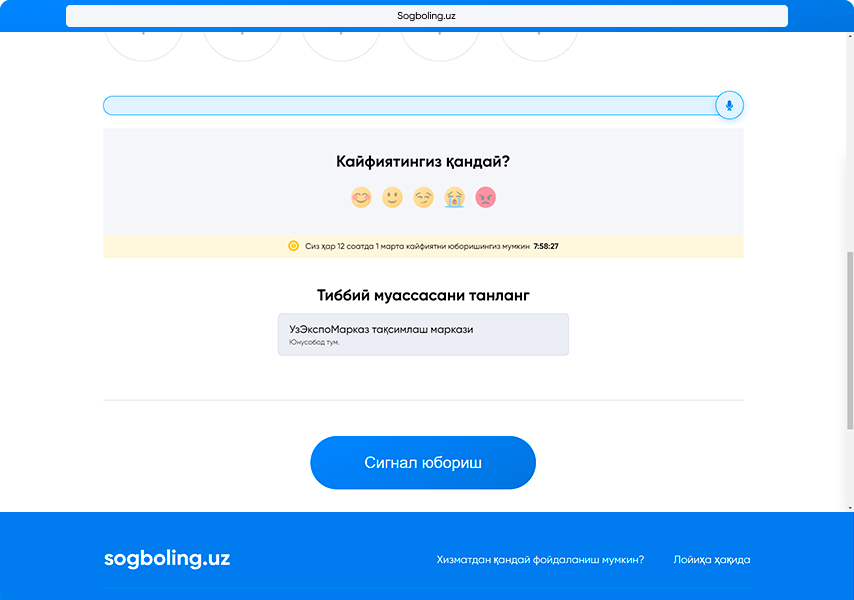 Sogboling.uz
Кайфиятингиз қандай?
Сиз ҳар 12 соатда 1 марта кайфиятни юборишингиз мумкин 7:58:27
Тиббий муассасани танланг
УзЭкспоМарказ тақсимлаш маркази
Юнусобод тум.
Сигнал юбориш
sogboling.uz
Хизматдан қандай фойдаланиш мумкин?
Лойиҳа ҳақида